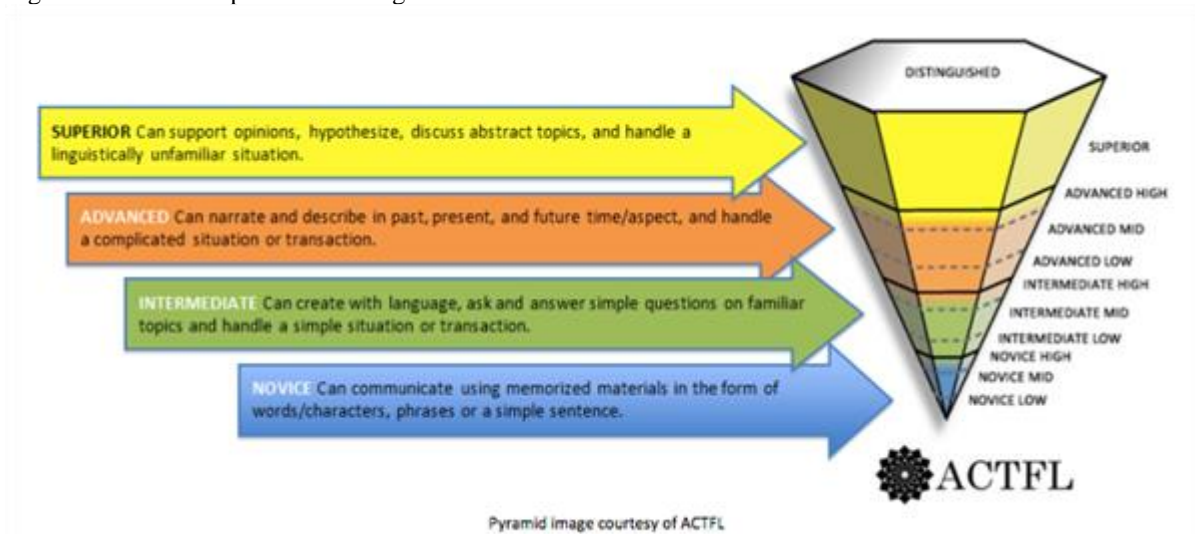 SUPERIOR Can support opinions, hypothesize, discuss abstract topics, and handle a
linguistically unfamiliar situation.
ADVANCED Can narrate and describe in past, present, and future time/aspect, and handle
a complicated situation or transaction.
INTERMEDIATE Can create with language, ask and answer simple questions on familiar
topics and handle a simple situation or transaction.
NOVICE Can communicate using memorized materials in the form of
words/characters, phrases or a simple sentence.
DISTINGUISHED
SUPERIOR
ADVANCED HIGH
ADVANCED MID
ADVANCED LOW
INTERMEDIATE HIGH
INTERMEDIATE MID
INTERMEDIATE LOW
NOVICE HIGH
NOVICE MID
NOVICE LOW
ACTFL
Pyramid image courtesy of ACTFL